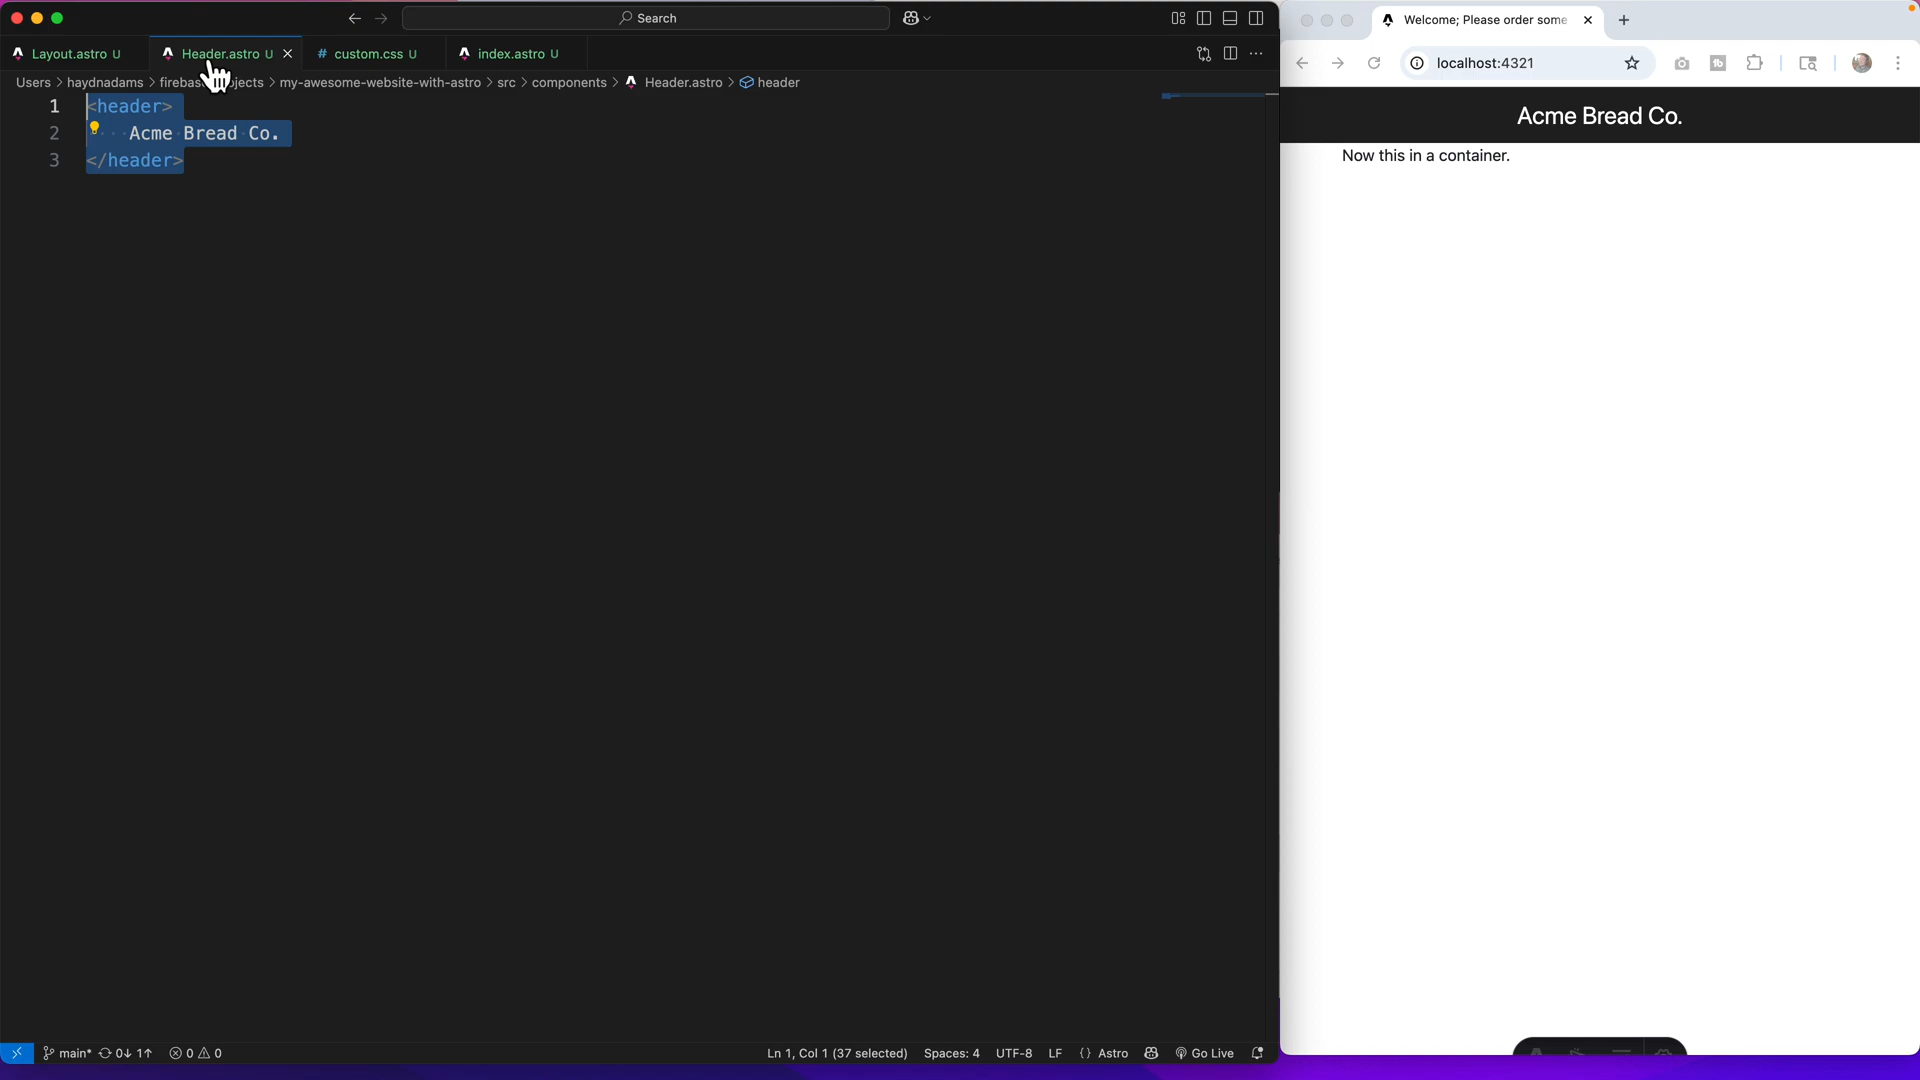 Search
Layout.astro U
Header.astro U
custom.css U
index.astro U
Users > haydnadams > firebase-projects > my-awesome-website-with-astro > src > components > Header.astro > header
1 <header>
2 ····Acme·Bread·Co.
3 </header>
main* 0↓ 1↑ 0 0
Ln 1, Col 1 (37 selected) Spaces: 4 UTF-8 LF {} Astro Go Live
Welcome; Please order some
localhost:4321
Acme Bread Co.
Now this in a container.